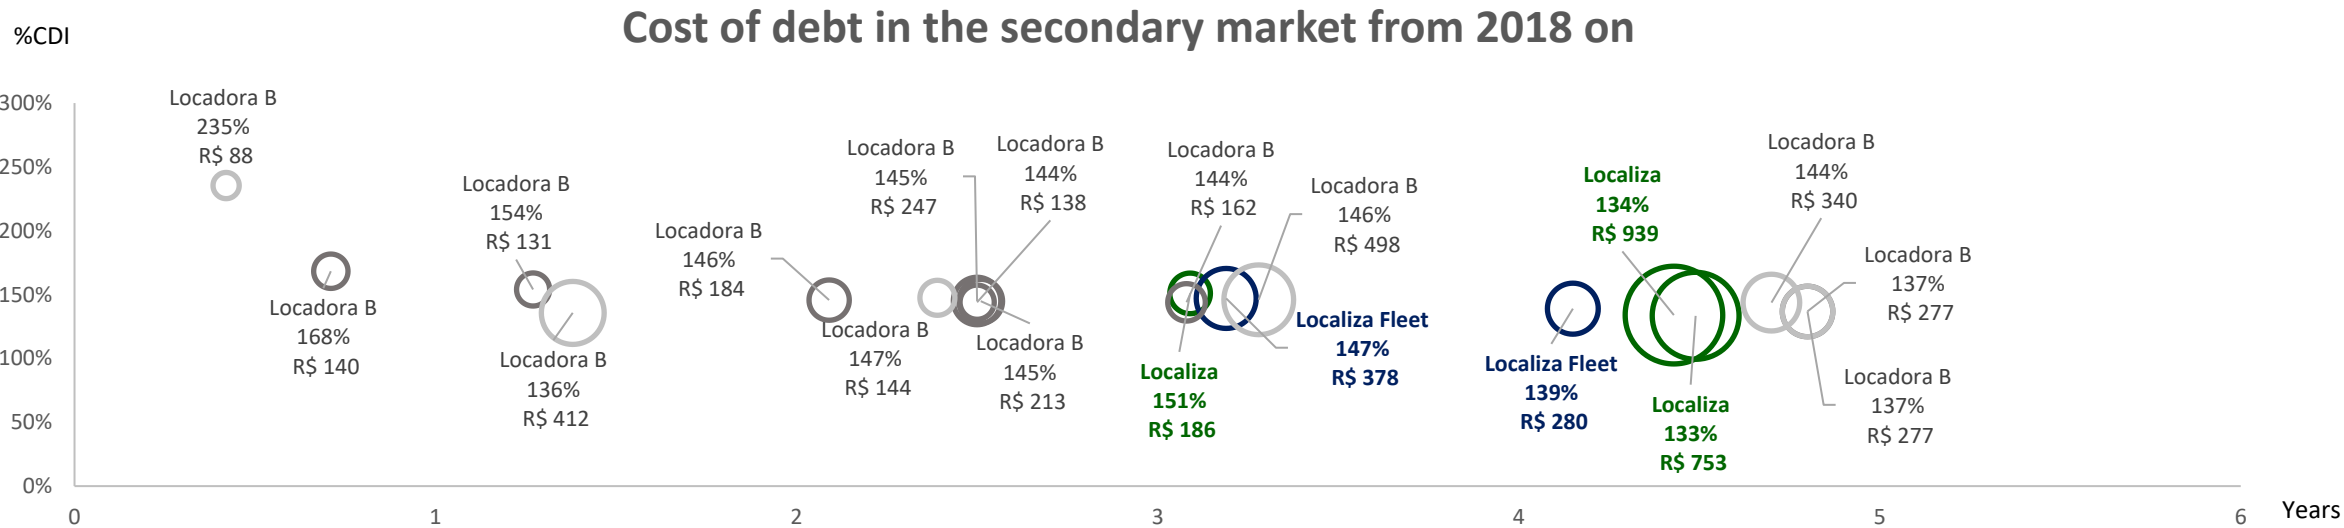 Cost of debt in the secondary market from 2018 on
%CDI
300%
250%
200%
150%
100%
50%
0%
Locadora B
235%
R$ 88
Locadora B
168%
R$ 140
Locadora B
154%
R$ 131
Locadora B
136%
R$ 412
Locadora B
146%
R$ 184
Locadora B
147%
R$ 144
Locadora B
145%
R$ 247
Locadora B
144%
R$ 138
Locadora B
145%
R$ 213
Locadora B
144%
R$ 162
Localiza
151%
R$ 186
Locadora B
146%
R$ 498
Localiza Fleet
147%
R$ 378
Localiza Fleet
139%
R$ 280
Localiza
134%
R$ 939
Localiza
133%
R$ 753
Locadora B
144%
R$ 340
Locadora B
137%
R$ 277
Locadora B
137%
R$ 277
0
1
2
3
4
5
6
Years